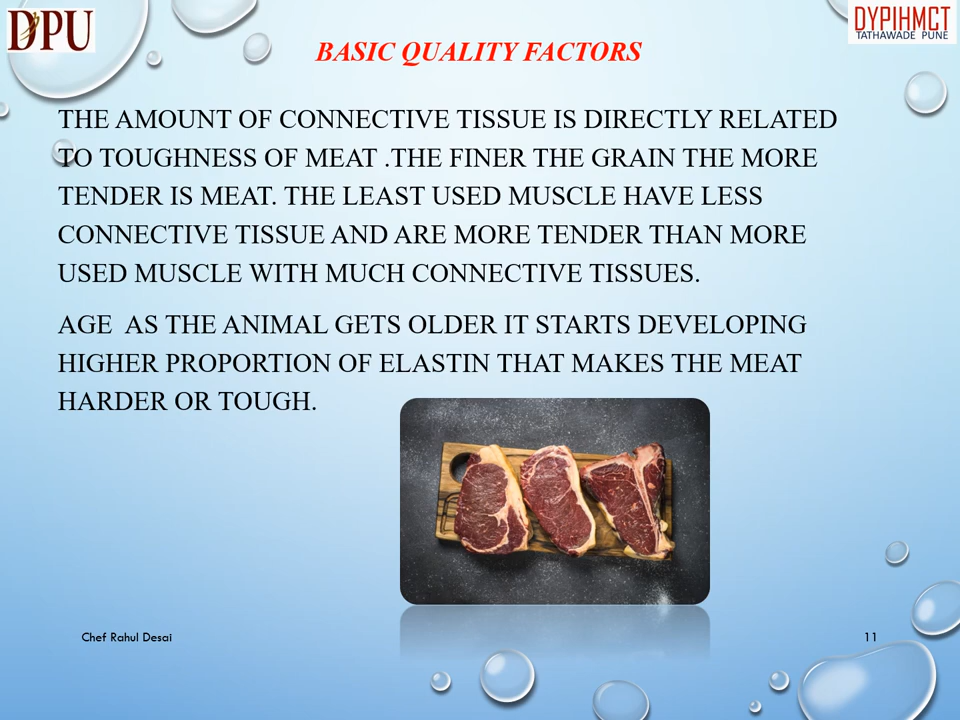 DPU
DYPIHMCT
TATHAWADE PUNE
BASIC QUALITY FACTORS
THE AMOUNT OF CONNECTIVE TISSUE IS DIRECTLY RELATED
TO TOUGHNESS OF MEAT .THE FINER THE GRAIN THE MORE
TENDER IS MEAT. THE LEAST USED MUSCLE HAVE LESS
CONNECTIVE TISSUE AND ARE MORE TENDER THAN MORE
USED MUSCLE WITH MUCH CONNECTIVE TISSUES.
AGE  AS THE ANIMAL GETS OLDER IT STARTS DEVELOPING
HIGHER PROPORTION OF ELASTIN THAT MAKES THE MEAT
HARDER OR TOUGH.
Chef Rahul Desai
11